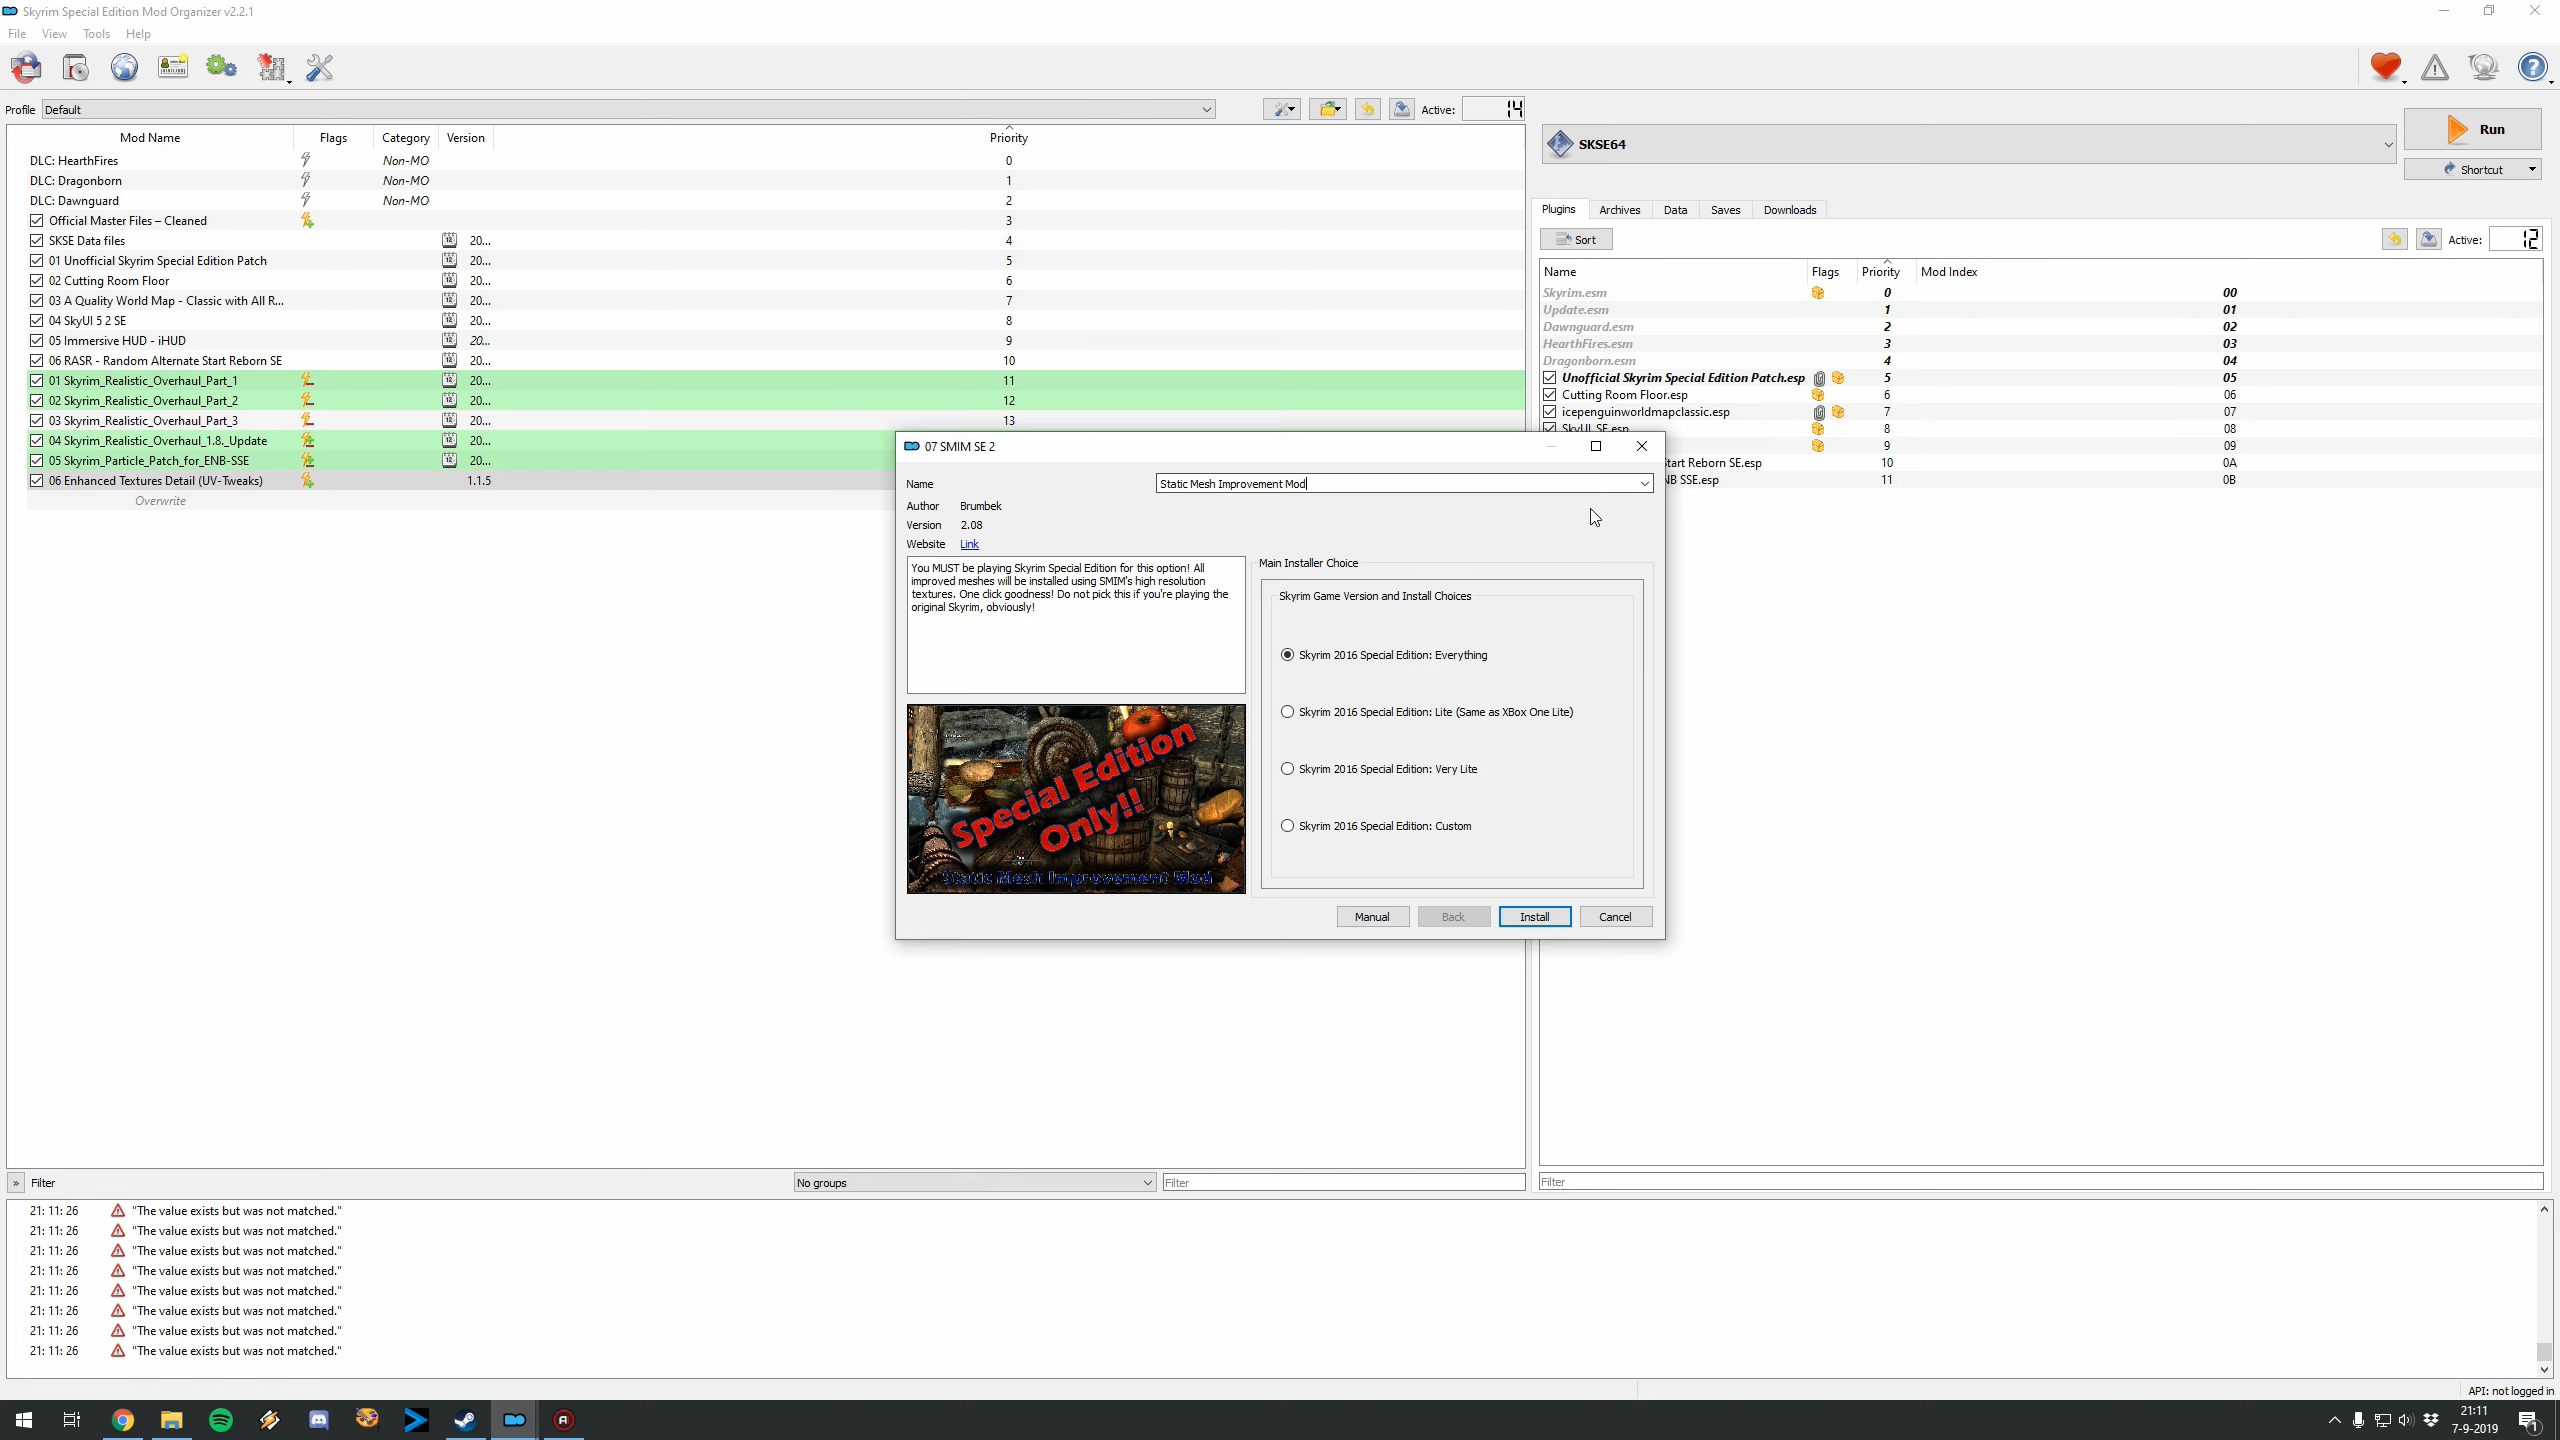 Skyrim Special Edition Mod Organizer v2.2.1
File View Tools Help
Profile Default Active: 14
Mod Name Flags Category Version Priority
DLC: HearthFires Non-MO 0
DLC: Dragonborn Non-MO 1
DLC: Dawnguard Non-MO 2
Official Master Files – Cleaned 3
SKSE Data files 20... 4
01 Unofficial Skyrim Special Edition Patch 20... 5
02 Cutting Room Floor 20... 6
03 A Quality World Map - Classic with All R... 20... 7
04 SkyUI 5 2 SE 20... 8
05 Immersive HUD - iHUD 20... 9
06 RASR - Random Alternate Start Reborn SE 20... 10
01 Skyrim_Realistic_Overhaul_Part_1 20... 11
02 Skyrim_Realistic_Overhaul_Part_2 20... 12
03 Skyrim_Realistic_Overhaul_Part_3 20... 13
04 Skyrim_Realistic_Overhaul_1.8._Update 20...
05 Skyrim_Particle_Patch_for_ENB-SSE 20...
06 Enhanced Textures Detail (UV-Tweaks) 1.1.5
Overwrite
SKSE64
Run
Shortcut
Plugins Archives Data Saves Downloads
Sort Active: 12
Name Flags Priority Mod Index
Skyrim.esm 0 00
Update.esm 1 01
Dawnguard.esm 2 02
HearthFires.esm 3 03
Dragonborn.esm 4 04
Unofficial Skyrim Special Edition Patch.esp 5 05
Cutting Room Floor.esp 6 06
icepenguinworldmapclassic.esp 7 07
SkyUI_SE.esp 8 08
9 09
Start Reborn SE.esp 10 0A
NB SSE.esp 11 0B
07 SMIM SE 2
Name Static Mesh Improvement Mod
Author Brumbek
Version 2.08
Website Link
You MUST be playing Skyrim Special Edition for this option! All
improved meshes will be installed using SMIM's high resolution
textures. One click goodness! Do not pick this if you're playing the
original Skyrim, obviously!
Special Edition
Only!!
Static Mesh Improvement Mod
Main Installer Choice
Skyrim Game Version and Install Choices
Skyrim 2016 Special Edition: Everything
Skyrim 2016 Special Edition: Lite (Same as XBox One Lite)
Skyrim 2016 Special Edition: Very Lite
Skyrim 2016 Special Edition: Custom
Manual Back Install Cancel
» Filter No groups Filter Filter
21: 11: 26 "The value exists but was not matched."
21: 11: 26 "The value exists but was not matched."
21: 11: 26 "The value exists but was not matched."
21: 11: 26 "The value exists but was not matched."
21: 11: 26 "The value exists but was not matched."
21: 11: 26 "The value exists but was not matched."
21: 11: 26 "The value exists but was not matched."
21: 11: 26 "The value exists but was not matched."
API: not logged in
21:11
7-9-2019